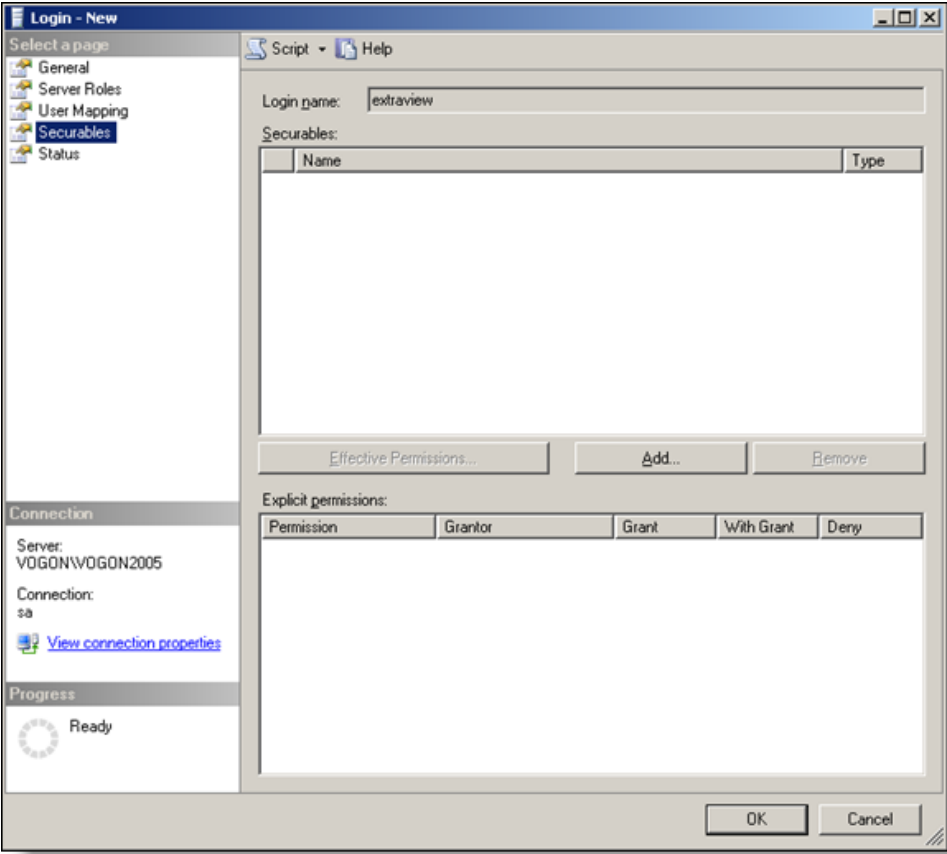 Login - New
Select a page
General
Server Roles
User Mapping
Securables
Status
Script Help
Login name: extraview
Securables:
Name Type
Effective Permissions... Add... Remove
Explicit permissions:
Permission Grantor Grant With Grant Deny
Connection
Server:
VOGON\VOGON2005
Connection:
sa
View connection properties
Progress
Ready
OK Cancel